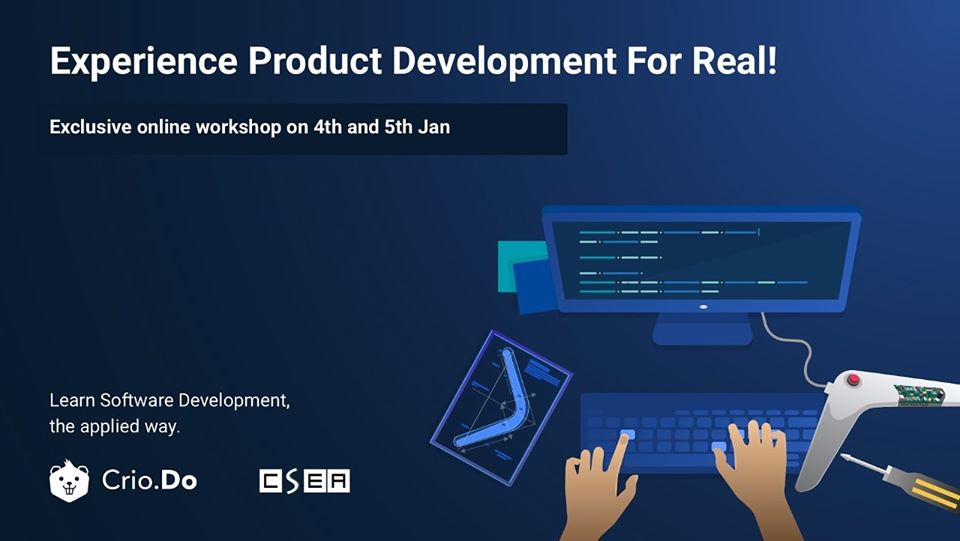 Experience Product Development For Real!
Exclusive online workshop on 4th and 5th Jan
Learn Software Development,
the applied way.
Crio.Do
CSEA